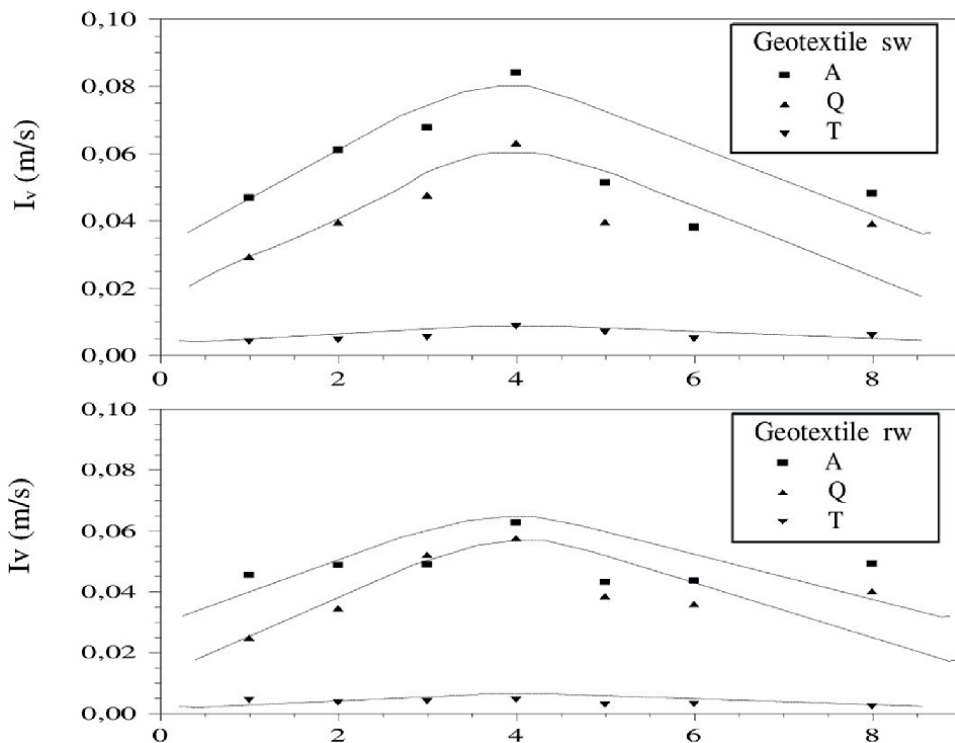 0,10
Geotextile sw
A
Q
T
0,08
0,06
0,04
0,02
0,00
Iᵥ (m/s)
0 2 4 6 8
0,10
Geotextile rw
A
Q
T
0,08
0,06
0,04
0,02
0,00
Iv (m/s)
0 2 4 6 8